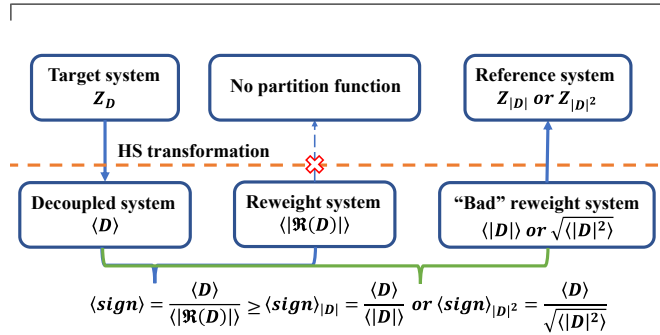 Target system
Z_D
No partition function
Reference system
Z_{|D|} or Z_{|D|^2}
HS transformation
Decoupled system
⟨D⟩
Reweight system
⟨|ℜ(D)|⟩
“Bad” reweight system
⟨|D|⟩ or √⟨|D|^2⟩
⟨sign⟩ = ⟨D⟩/⟨|ℜ(D)|⟩ ≥ ⟨sign⟩_{|D|} = ⟨D⟩/⟨|D|⟩ or ⟨sign⟩_{|D|^2} = ⟨D⟩/√⟨|D|^2⟩